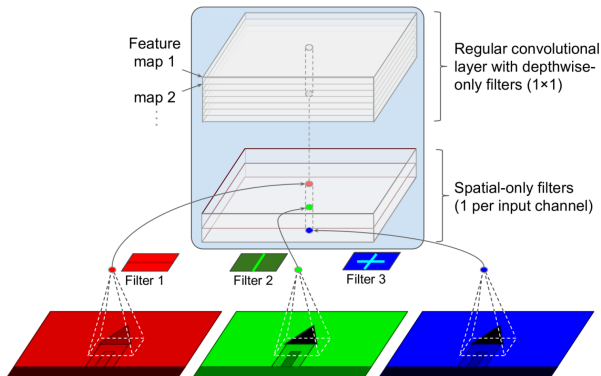 Feature
map 1
map 2
⋮
Regular convolutional
layer with depthwise-
only filters (1×1)
Spatial-only filters
(1 per input channel)
Filter 1
Filter 2
Filter 3